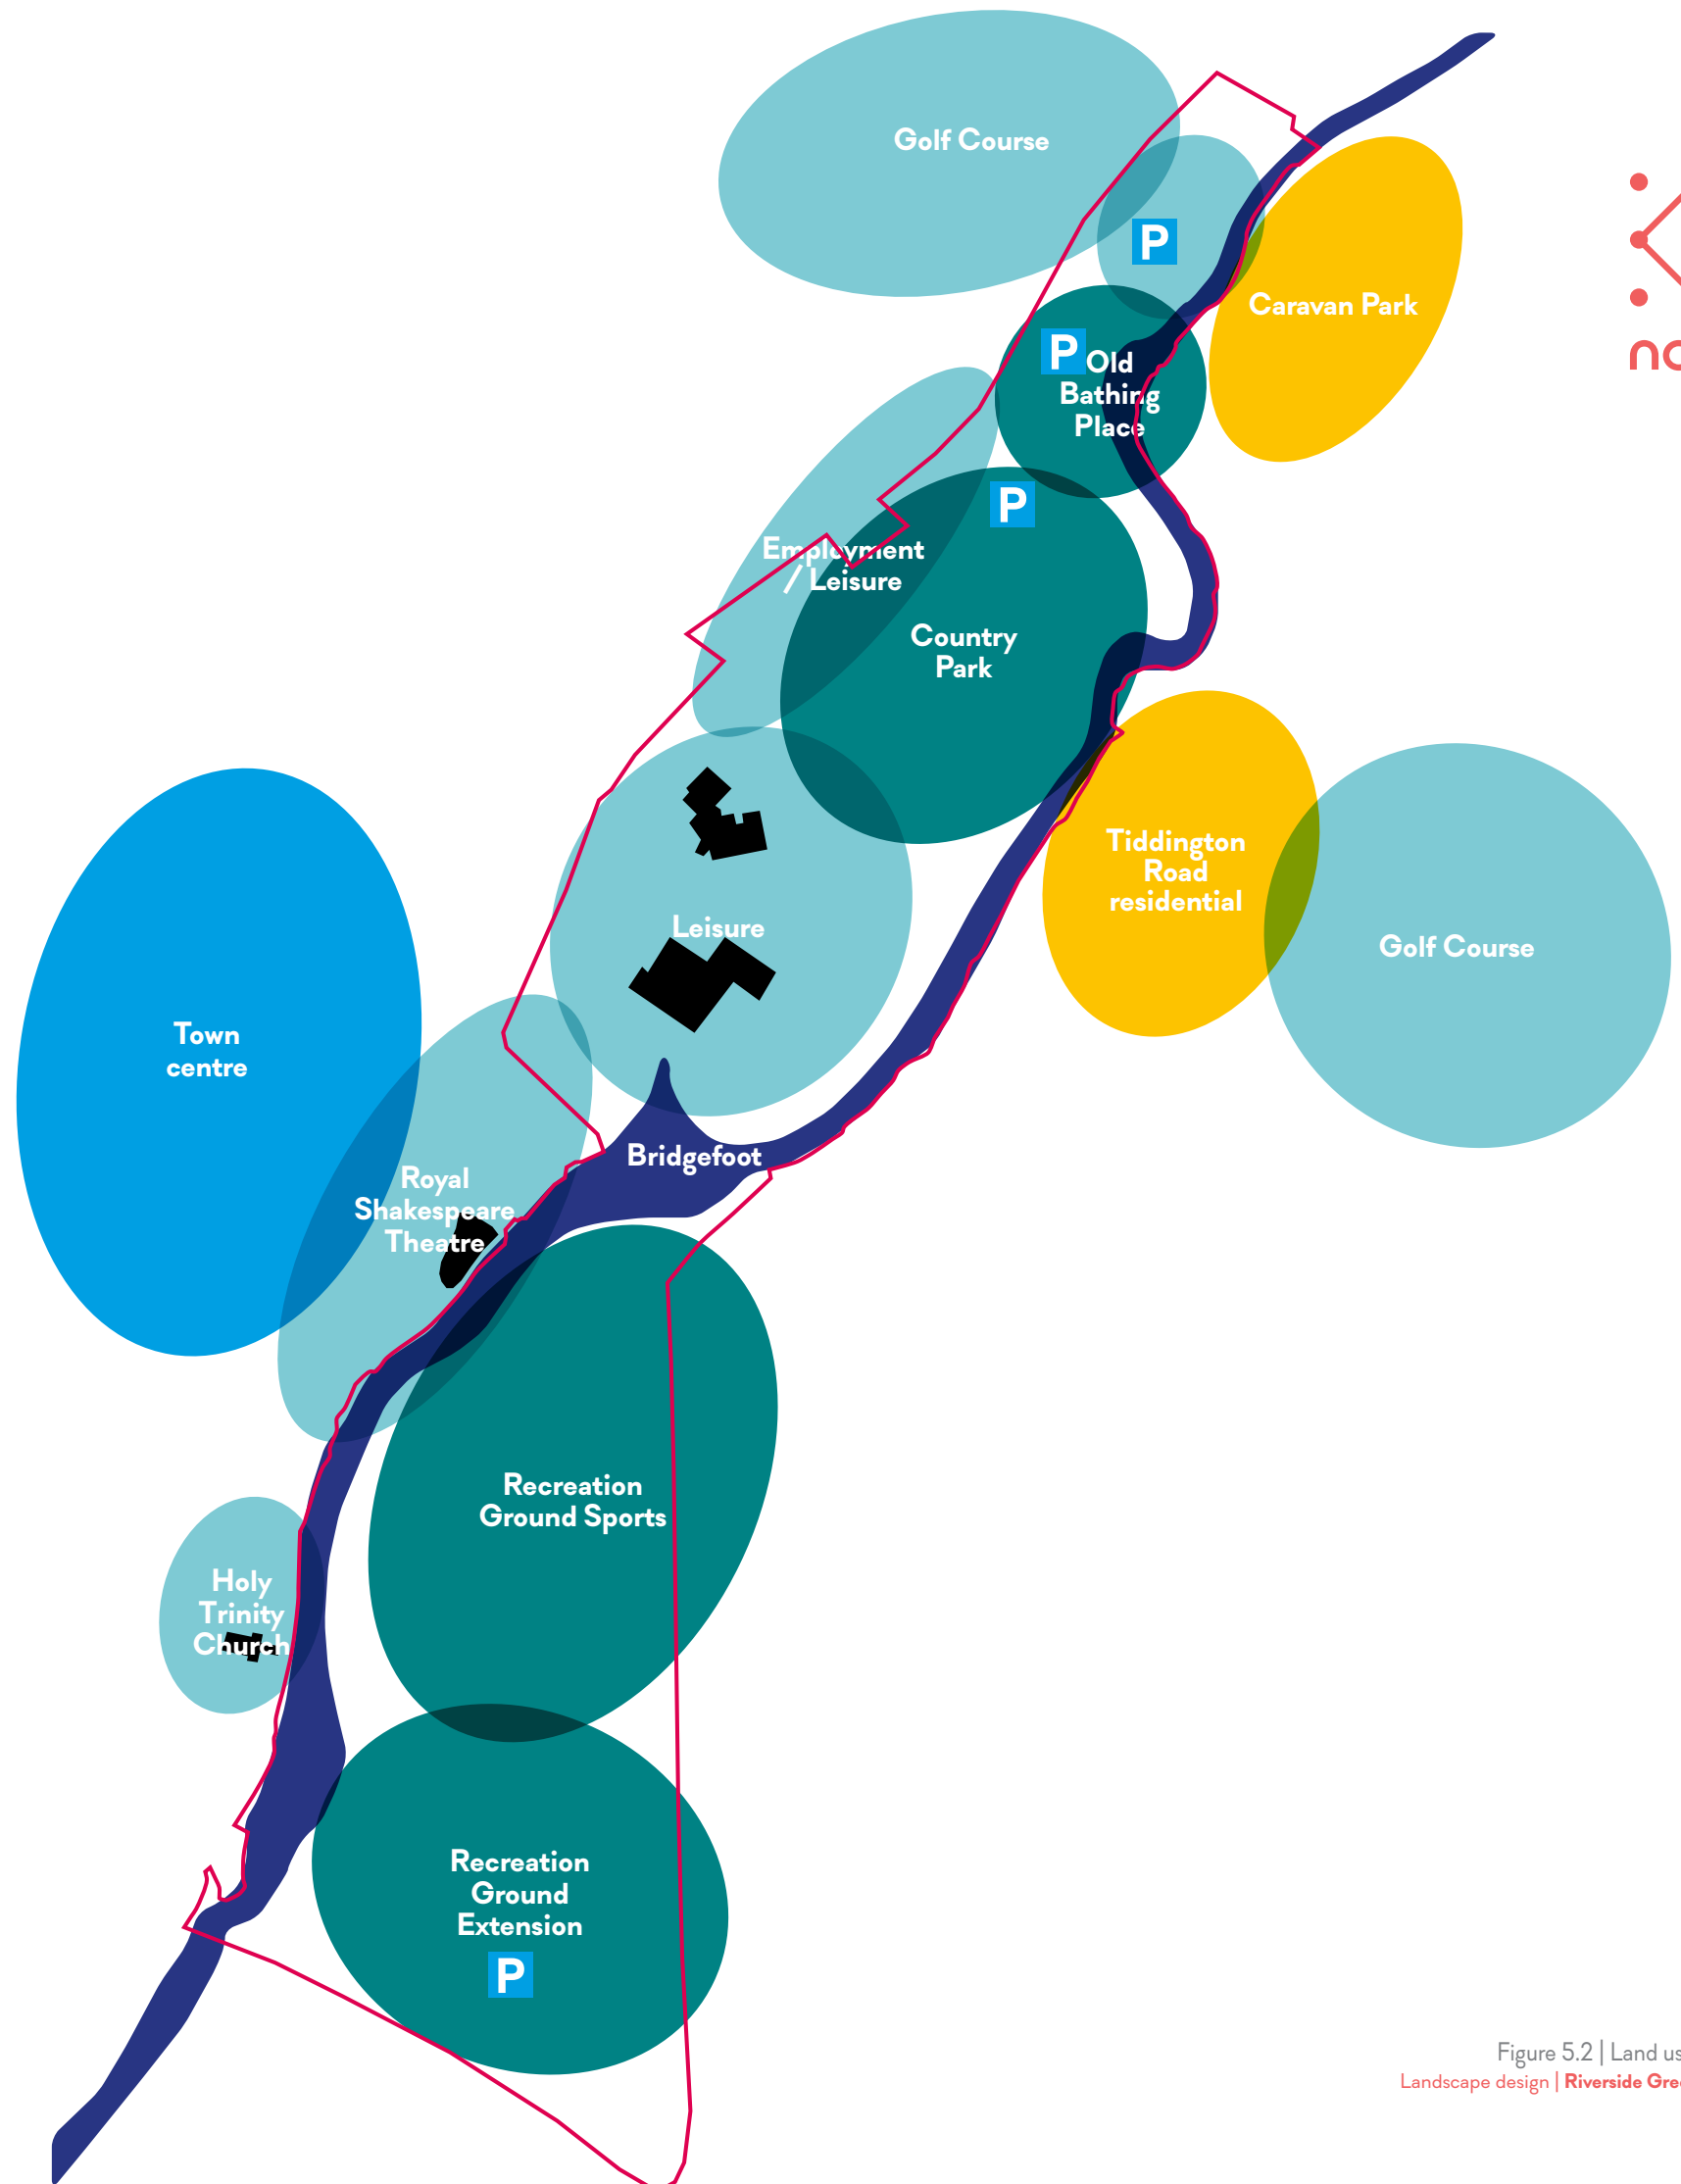 Golf Course
P
Caravan Park
P
Old
Bathing
Place
P
Employment
/ Leisure
Country
Park
Tiddington
Road
residential
Golf Course
Leisure
Town
centre
Bridgefoot
Royal
Shakespeare
Theatre
Recreation
Ground Sports
Holy
Trinity
Church
Recreation
Ground
Extension
P
Figure 5.2 | Land
Landscape design | Riverside